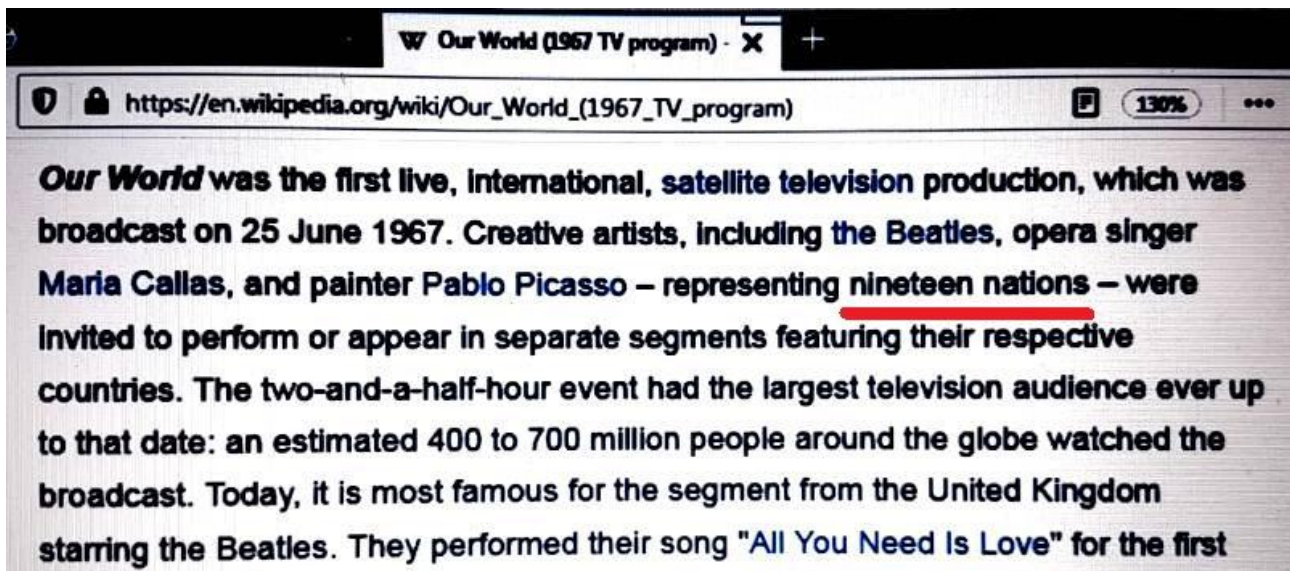 W Our World (1967 TV program) - X +
https://en.wikipedia.org/wiki/Our_World_(1967_TV_program) 130% •••
Our World was the first live, international, satellite television production, which was
broadcast on 25 June 1967. Creative artists, including the Beatles, opera singer
Maria Callas, and painter Pablo Picasso – representing nineteen nations – were
invited to perform or appear in separate segments featuring their respective
countries. The two-and-a-half-hour event had the largest television audience ever up
to that date: an estimated 400 to 700 million people around the globe watched the
broadcast. Today, it is most famous for the segment from the United Kingdom
starring the Beatles. They performed their song "All You Need Is Love" for the first